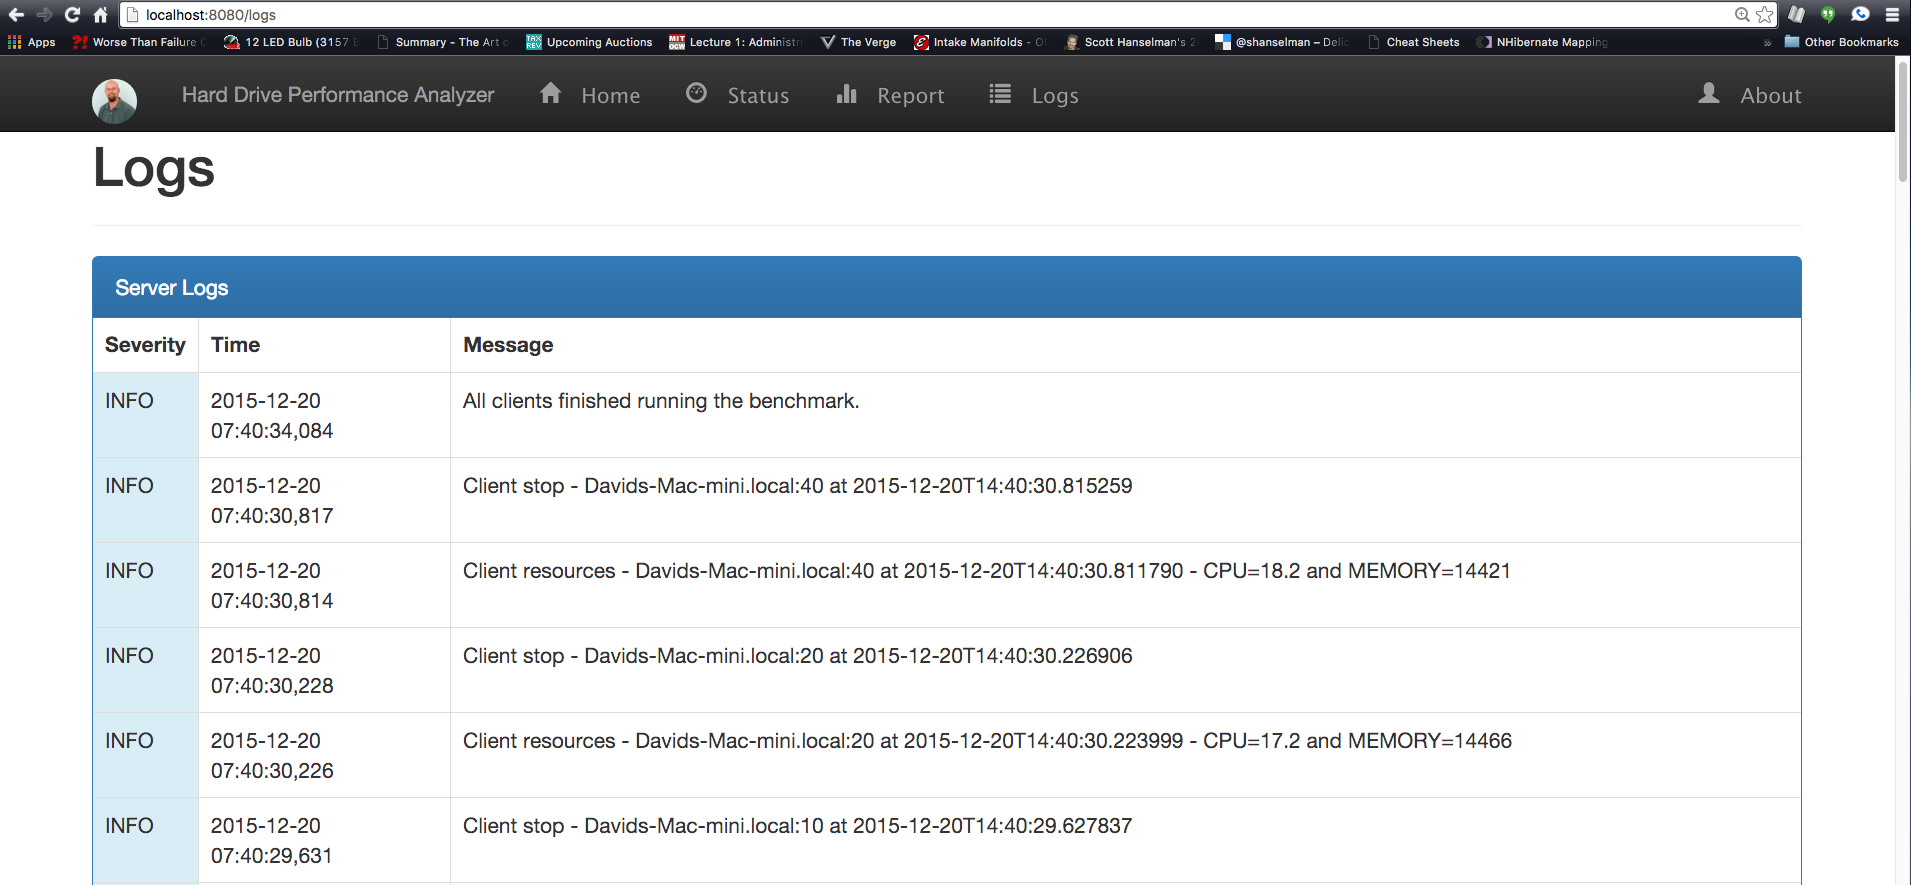 localhost:8080/logs
Apps Worse Than Failure 12 LED Bulb (3157 Summary - The Art Upcoming Auctions Lecture 1: Administr The Verge Intake Manifolds - Scott Hanselman's 2 @shanselman – Delic Cheat Sheets NHibernate Mapping » Other Bookmarks
Hard Drive Performance Analyzer Home Status Report Logs About
Logs
Server Logs
Severity Time Message
INFO 2015-12-20 All clients finished running the benchmark.
07:40:34,084
INFO 2015-12-20 Client stop - Davids-Mac-mini.local:40 at 2015-12-20T14:40:30.815259
07:40:30,817
INFO 2015-12-20 Client resources - Davids-Mac-mini.local:40 at 2015-12-20T14:40:30.811790 - CPU=18.2 and MEMORY=14421
07:40:30,814
INFO 2015-12-20 Client stop - Davids-Mac-mini.local:20 at 2015-12-20T14:40:30.226906
07:40:30,228
INFO 2015-12-20 Client resources - Davids-Mac-mini.local:20 at 2015-12-20T14:40:30.223999 - CPU=17.2 and MEMORY=14466
07:40:30,226
INFO 2015-12-20 Client stop - Davids-Mac-mini.local:10 at 2015-12-20T14:40:29.627837
07:40:29,631